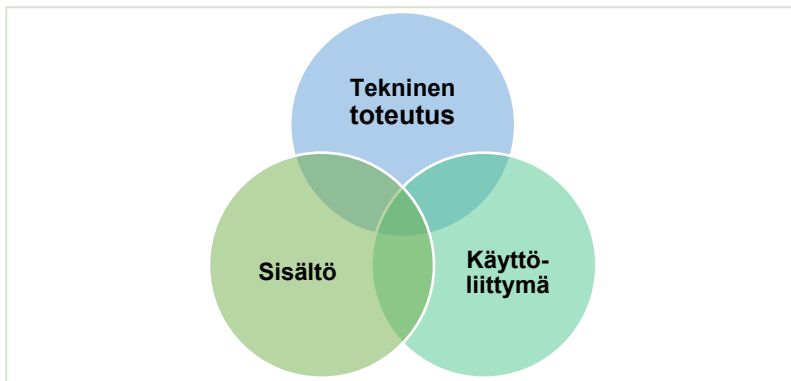 Tekninen
toteutus
Sisältö
Käyttö-
liittymä